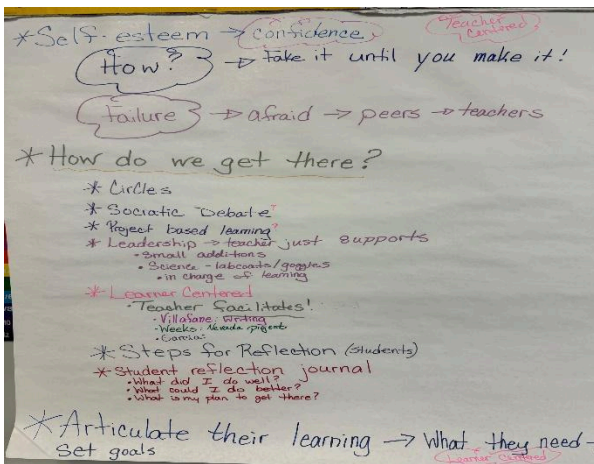 * Self-esteem → confidence Teacher Centered
How? → fake it until you make it!
Failure → afraid → peers → teachers
* How do we get there?
* Circles
* Socratic Debate
* Project based learning
* Leadership → teacher just supports
• Small additions
• Science - labcoats/goggles
• in charge of learning
* Learner Centered
• Teacher facilitates!
• Villafane: Writing
• Weeks: Nevada project
• Garcia:
* Steps for Reflection (students)
* Student reflection journal
• What did I do well?
• What could I do better?
• What is my plan to get there?
* Articulate their learning → What they need -
Set goals Learner Centered